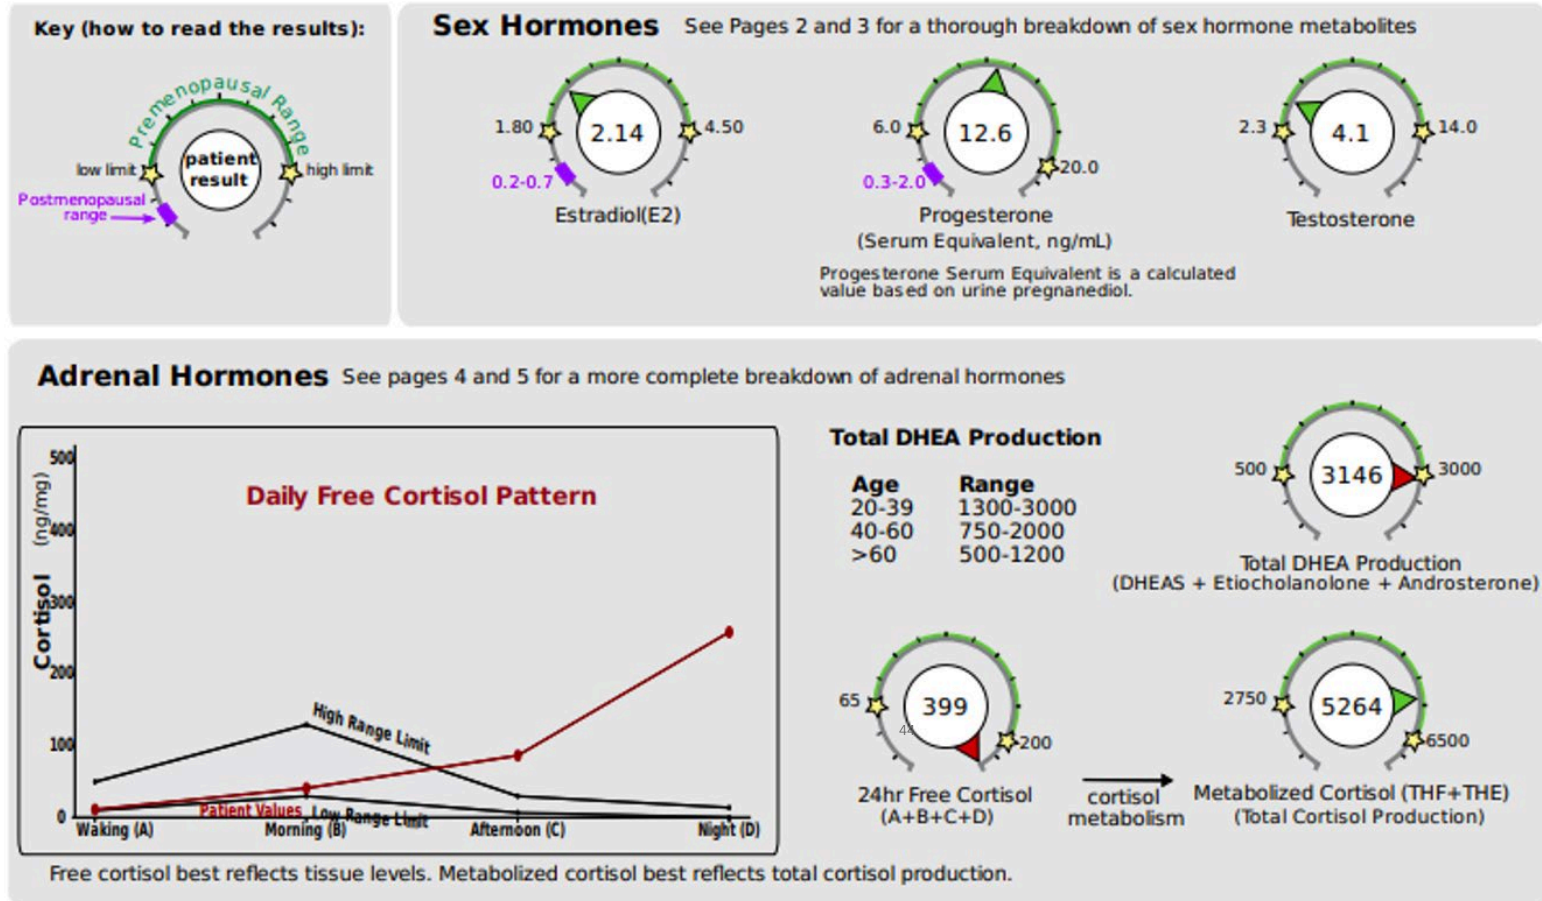 Key (how to read the results):
Premenopausal Range
patient
result
low limit
high limit
Postmenopausal
range
Sex Hormones See Pages 2 and 3 for a thorough breakdown of sex hormone metabolites
1.80
2.14
4.50
0.2-0.7
Estradiol(E2)
6.0
12.6
20.0
0.3-2.0
Progesterone
(Serum Equivalent, ng/mL)
Progesterone Serum Equivalent is a calculated
value based on urine pregnanediol.
2.3
4.1
14.0
Testosterone
Adrenal Hormones See pages 4 and 5 for a more complete breakdown of adrenal hormones
Daily Free Cortisol Pattern
Cortisol (ng/mg)
500
400
300
200
100
0
High Range Limit
Patient Values
Low Range Limit
Waking (A) Morning (B) Afternoon (C) Night (D)
Total DHEA Production
Age Range
20-39 1300-3000
40-60 750-2000
>60 500-1200
500
3146
3000
Total DHEA Production
(DHEAS + Etiocholanolone + Androsterone)
65
399
44
200
24hr Free Cortisol
(A+B+C+D)
cortisol
metabolism
2750
5264
6500
Metabolized Cortisol (THF+THE)
(Total Cortisol Production)
Free cortisol best reflects tissue levels. Metabolized cortisol best reflects total cortisol production.